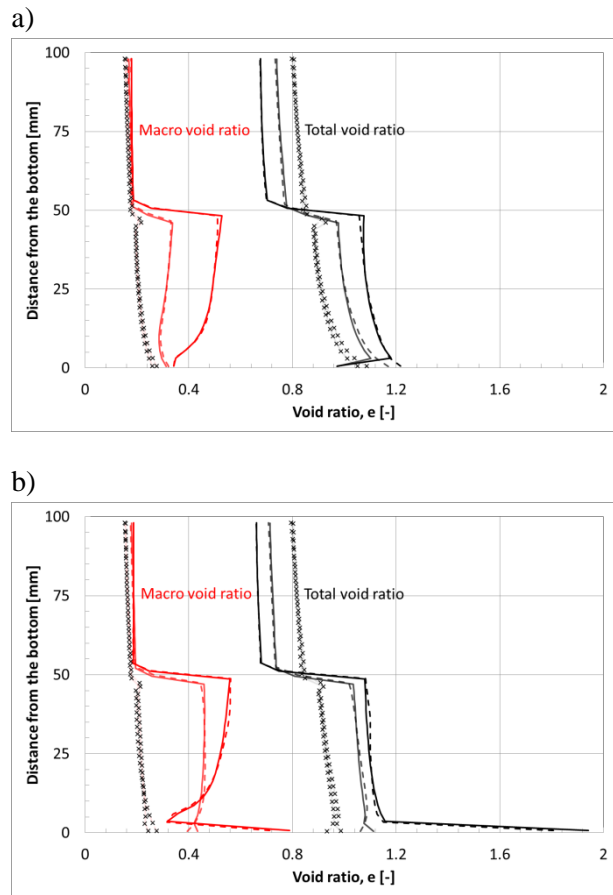 a)
100
Macro void ratio Total void ratio
75
50
25
0
Distance from the bottom [mm]
0 0.4 0.8 1.2 1.6 2
Void ratio, e [-]
b)
100
Macro void ratio Total void ratio
75
50
25
0
Distance from the bottom [mm]
0 0.4 0.8 1.2 1.6 2
Void ratio, e [-]